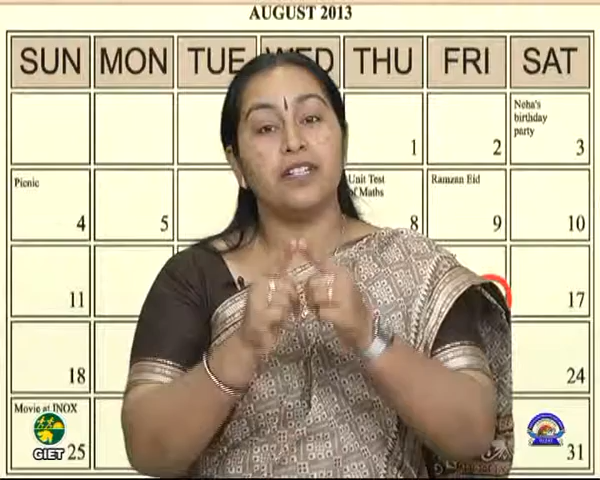 AUGUST 2013
SUN MON TUE WED THU FRI SAT
Neha's
birthday
party
1 2 3
Picnic
Unit Test
of Maths
Ramzan Eid
4 5 8 9 10
11 17
18 24
Movie at INOX
GIET 25 31